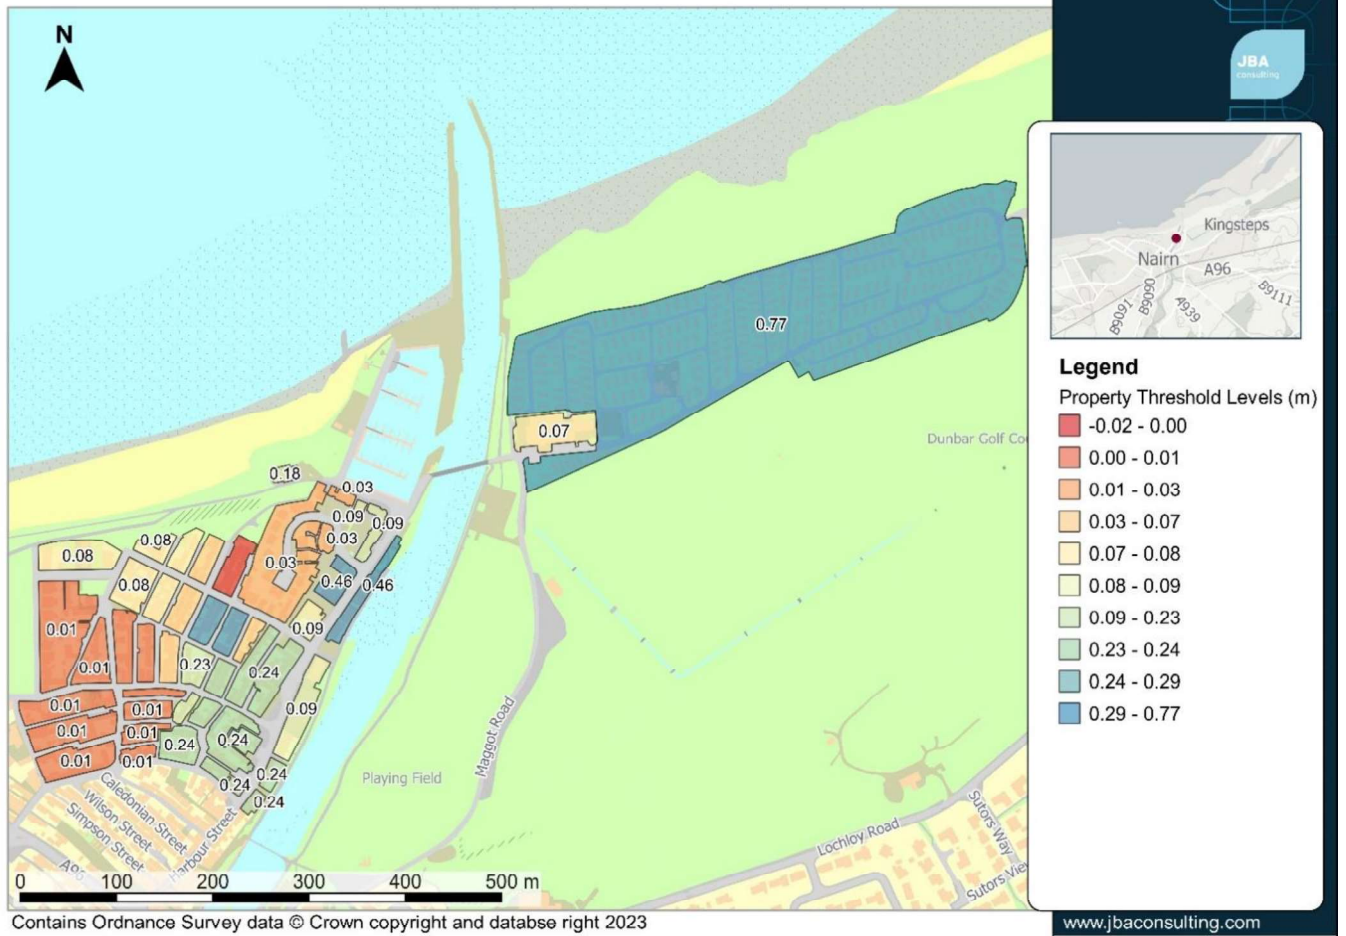 N
JBA
consulting
Kingsteps
Nairn
A96
B9090
B9091
A939
B9111
Legend
Property Threshold Levels (m)
-0.02 - 0.00
0.00 - 0.01
0.01 - 0.03
0.03 - 0.07
0.07 - 0.08
0.08 - 0.09
0.09 - 0.23
0.23 - 0.24
0.24 - 0.29
0.29 - 0.77
0.77
0.07
Dunbar Golf Co
0.18
0.03
0.09
0.09
0.03
0.03
0.08
0.08
0.08
0.46
0.46
0.09
0.01
0.01
0.23
0.24
0.01
0.01
0.09
0.01
0.01
0.24
0.24
0.01
0.01
0.24
0.24
0.24
Maggot Road
Playing Field
Caledonian Street
Wilson Street
Simpson Street
Harbour Street
A96
Lochloy Road
Sutors Way
Sutors Vie
0 100 200 300 400 500 m
Contains Ordnance Survey data © Crown copyright and databse right 2023
www.jbaconsulting.com